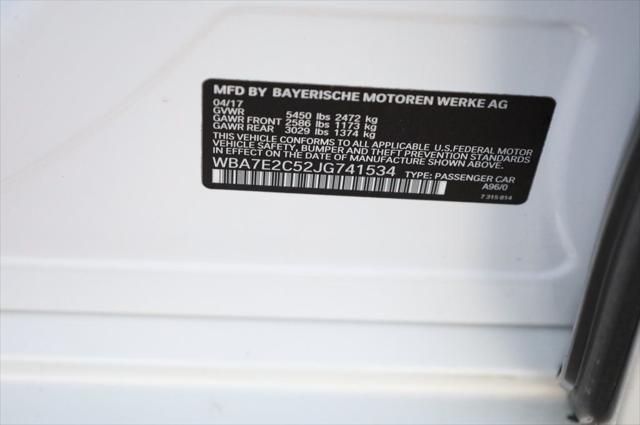 MFD BY BAYERISCHE MOTOREN WERKE AG
04/17
GVWR 5450 lbs 2472 kg
GAWR FRONT 2586 lbs 1173 kg
GAWR REAR 3029 lbs 1374 kg
THIS VEHICLE CONFORMS TO ALL APPLICABLE U.S.FEDERAL MOTOR
VEHICLE SAFETY, BUMPER AND THEFT PREVENTION
STANDARDS IN EFFECT ON THE DATE OF MANUFACTURE SHOWN ABOVE.
WBA7E2C52JG741534 TYPE: PASSENGER CAR
A96/0
7 315 814